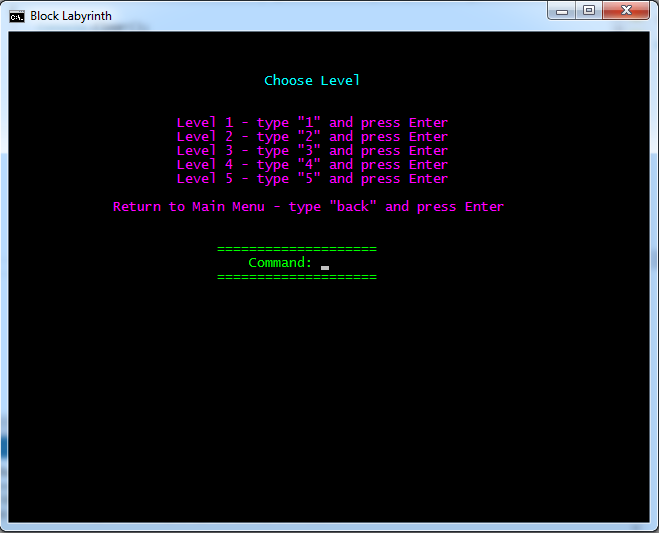 Block Labyrinth
Choose Level
Level 1 - type "1" and press Enter
Level 2 - type "2" and press Enter
Level 3 - type "3" and press Enter
Level 4 - type "4" and press Enter
Level 5 - type "5" and press Enter
Return to Main Menu - type "back" and press Enter
====================
Command:
====================